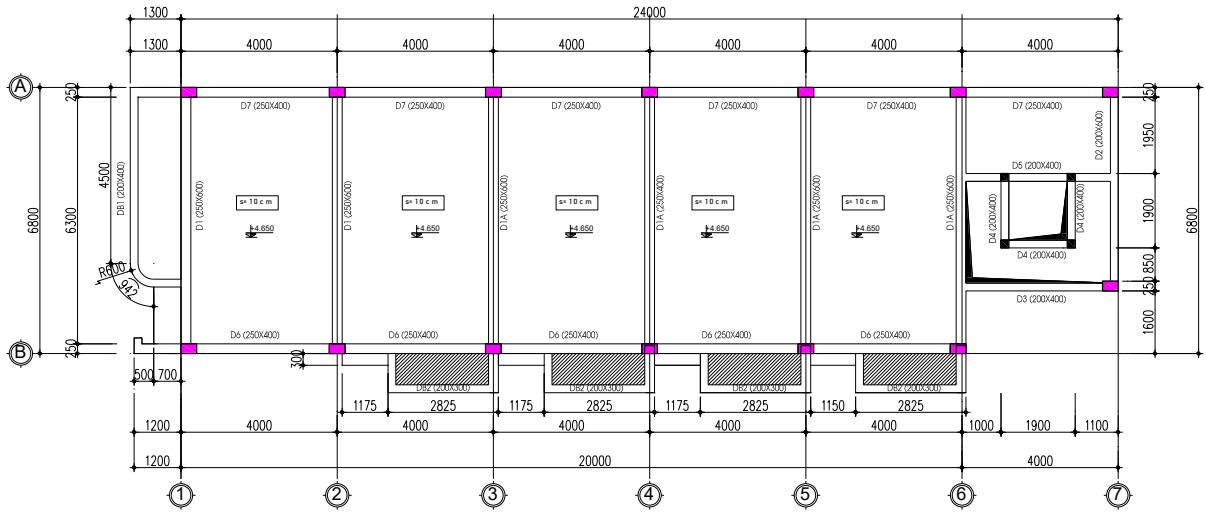 1300
24000
1300
4000
4000
4000
4000
4000
4000
A
250
D7 (250X400)
D7 (250X400)
D7 (250X400)
D7 (250X400)
D7 (250X400)
D7 (250X400)
250
6800
6300
4500
DB1 (200X400)
D1 (250X600)
D1 (250X600)
D1A (250X600)
D1A (250X600)
D1A (250X600)
D1A (250X600)
D2 (200X600)
1950
D5 (200X400)
s= 10 cm
s= 10 cm
s= 10 cm
s= 10 cm
s= 10 cm
+4.650
+4.650
+4.650
+4.650
+4.650
D4 (200X400)
D4 (200X400)
1900
6800
D4 (200X400)
R600
942
850
250
D3 (200X400)
1600
D6 (250X400)
D6 (250X400)
D6 (250X400)
D6 (250X400)
D6 (250X400)
B
250
300
500
700
DB2 (200X300)
DB2 (200X300)
DB2 (200X300)
DB2 (200X300)
1175
2825
1175
2825
1175
2825
1150
2825
1200
4000
4000
4000
4000
4000
1000
1900
1100
1200
20000
4000
1
2
3
4
5
6
7